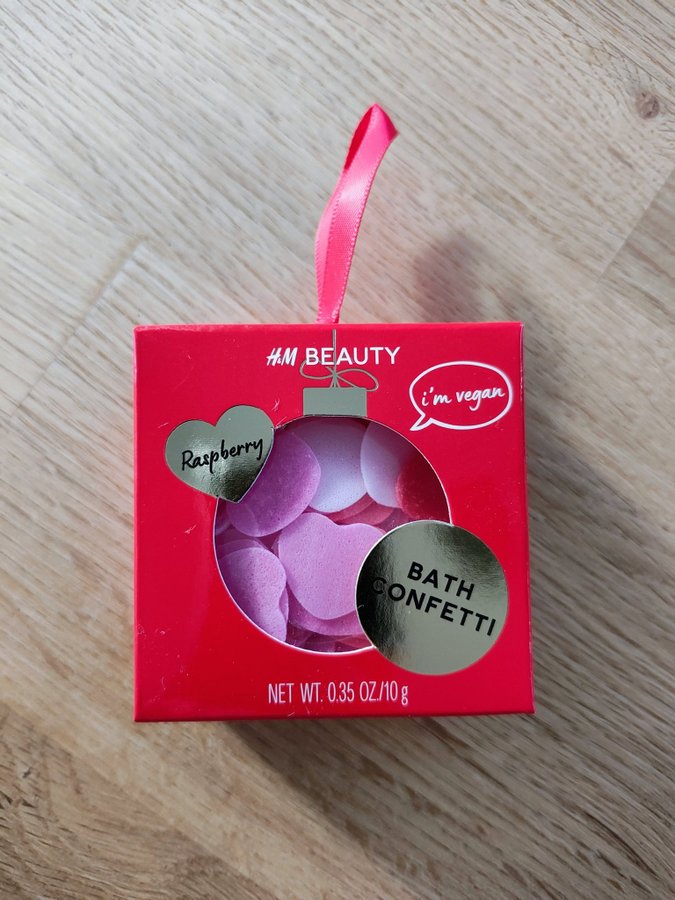 H&M BEAUTY
i'm vegan
Raspberry
BATH
CONFETTI
NET WT. 0.35 OZ./10 g